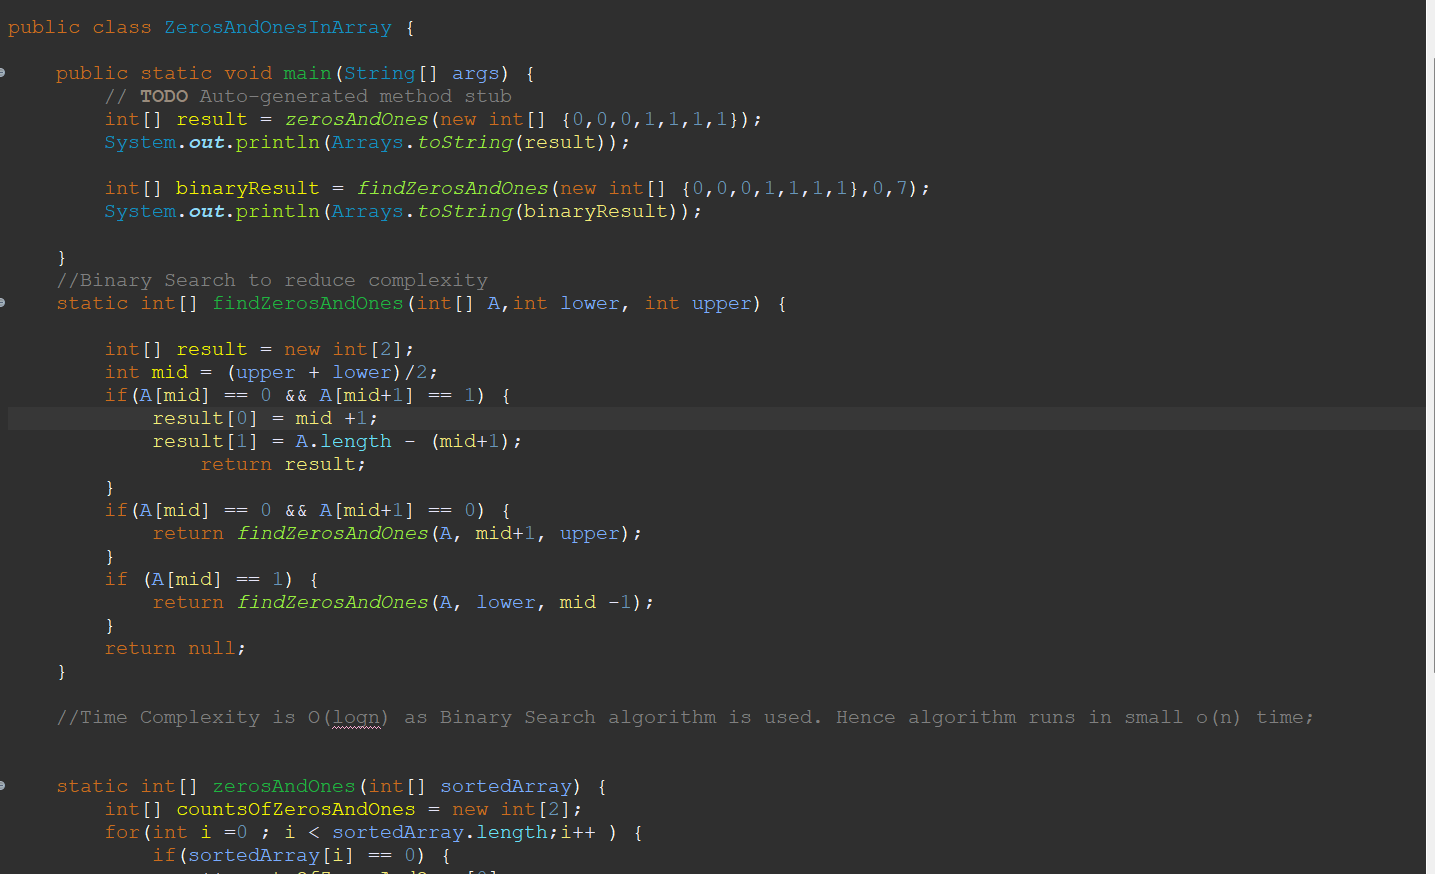 public class ZerosAndOnesInArray {
public static void main(String[] args) {
// TODO Auto-generated method stub
int[] result = zerosAndOnes(new int[] {0,0,0,1,1,1,1});
System.out.println(Arrays.toString(result));
int[] binaryResult = findZerosAndOnes(new int[] {0,0,0,1,1,1,1},0,7);
System.out.println(Arrays.toString(binaryResult));
}
//Binary Search to reduce complexity
static int[] findZerosAndOnes(int[] A,int lower, int upper) {
int[] result = new int[2];
int mid = (upper + lower)/2;
if(A[mid] == 0 && A[mid+1] == 1) {
result[0] = mid +1;
result[1] = A.length - (mid+1);
return result;
}
if(A[mid] == 0 && A[mid+1] == 0) {
return findZerosAndOnes(A, mid+1, upper);
}
if (A[mid] == 1) {
return findZerosAndOnes(A, lower, mid -1);
}
return null;
}
//Time Complexity is O(logn) as Binary Search algorithm is used. Hence algorithm runs in small o(n) time;
static int[] zerosAndOnes(int[] sortedArray) {
int[] countsOfZerosAndOnes = new int[2];
for(int i =0 ; i < sortedArray.length;i++ ) {
if(sortedArray[i] == 0) {